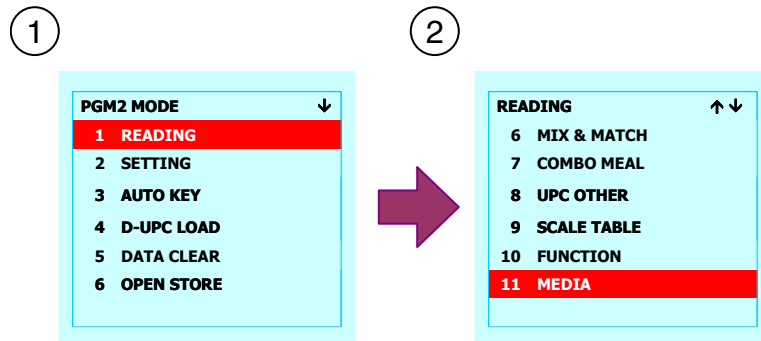 1
PGM2 MODE ↓
1 READING
2 SETTING
3 AUTO KEY
4 D-UPC LOAD
5 DATA CLEAR
6 OPEN STORE
2
READING ↑↓
6 MIX & MATCH
7 COMBO MEAL
8 UPC OTHER
9 SCALE TABLE
10 FUNCTION
11 MEDIA